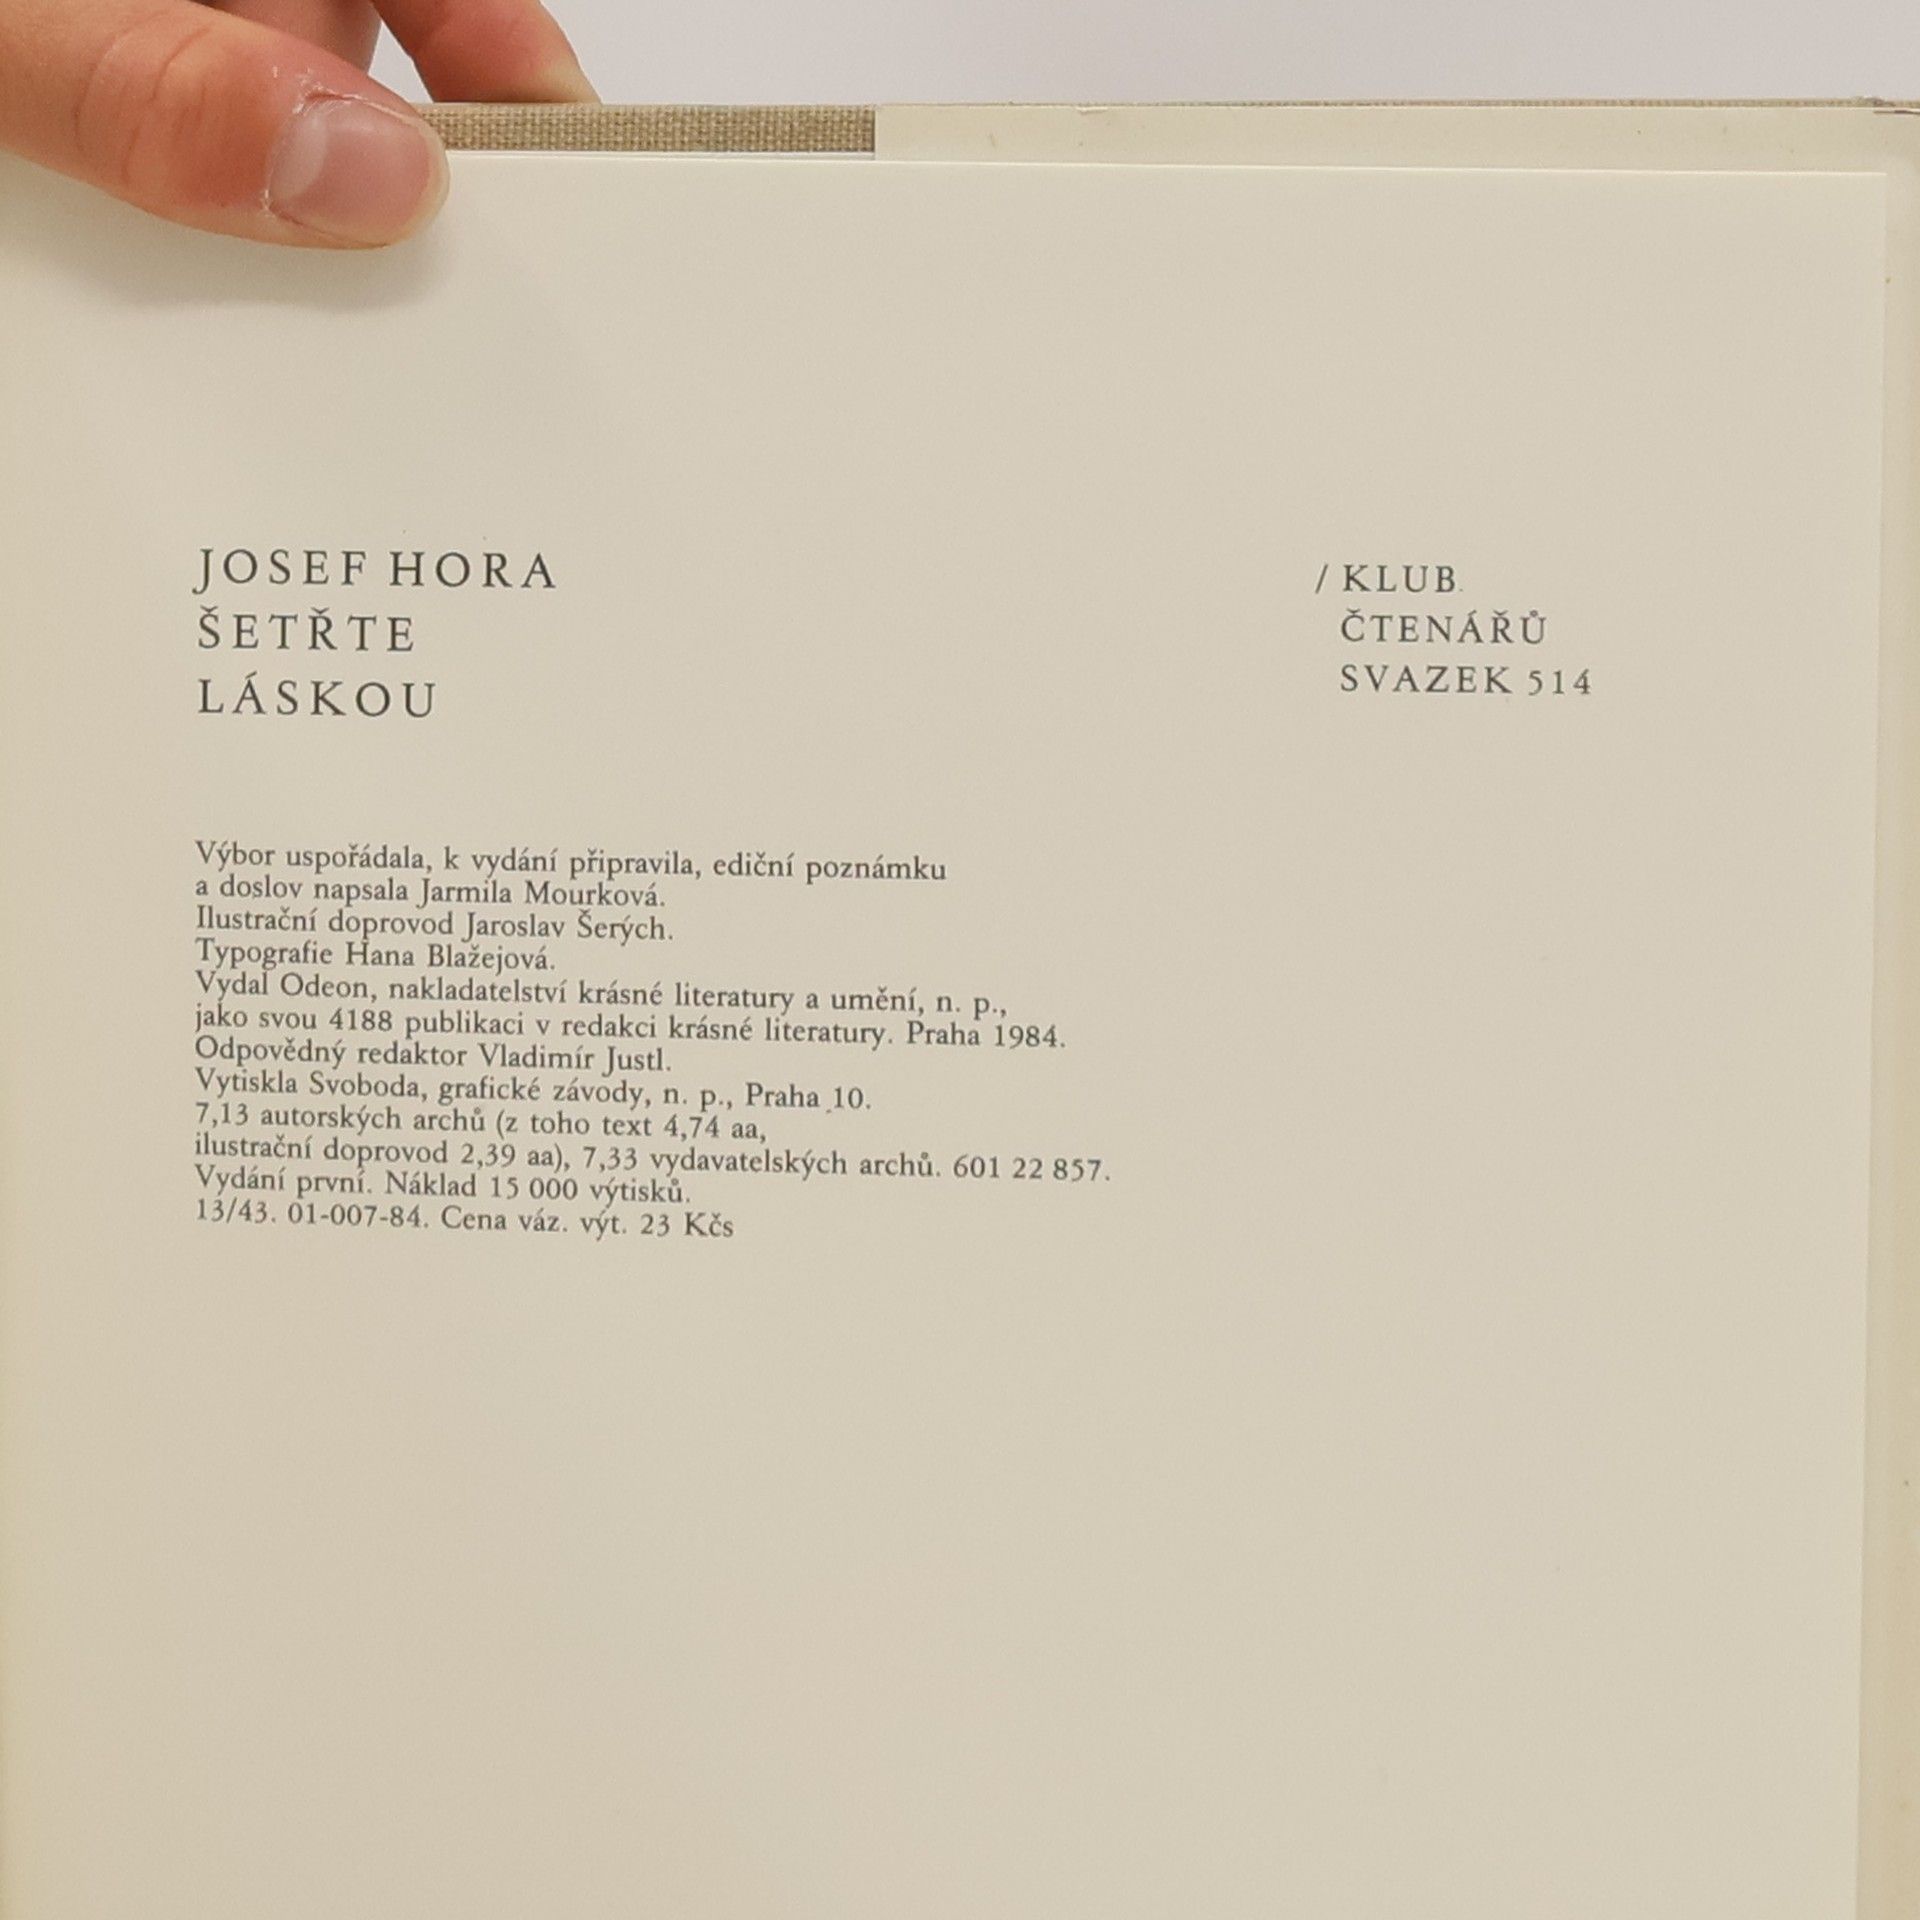 JOSEF HORA
ŠETŘTE
LÁSKOU
/ KLUB
ČTENÁŘŮ
SVAZEK 514
Výbor uspořádala, k vydání připravila, ediční poznámku
a doslov napsala Jarmila Mourková.
Ilustrační doprovod Jaroslav Šerých.
Typografie Hana Blažejová.
Vydal Odeon, nakladatelství krásné literatury a umění, n. p.,
jako svou 4188 publikaci v redakci krásné literatury. Praha 1984.
Odpovědný redaktor Vladimír Justl.
Vytiskla Svoboda, grafické závody, n. p., Praha 10.
7,13 autorských archů (z toho text 4,74 aa,
ilustrační doprovod 2,39 aa), 7,33 vydavatelských archů. 601 22 857.
Vydání první. Náklad 15 000 výtisků.
13/43. 01-007-84. Cena váz. výt. 23 Kčs